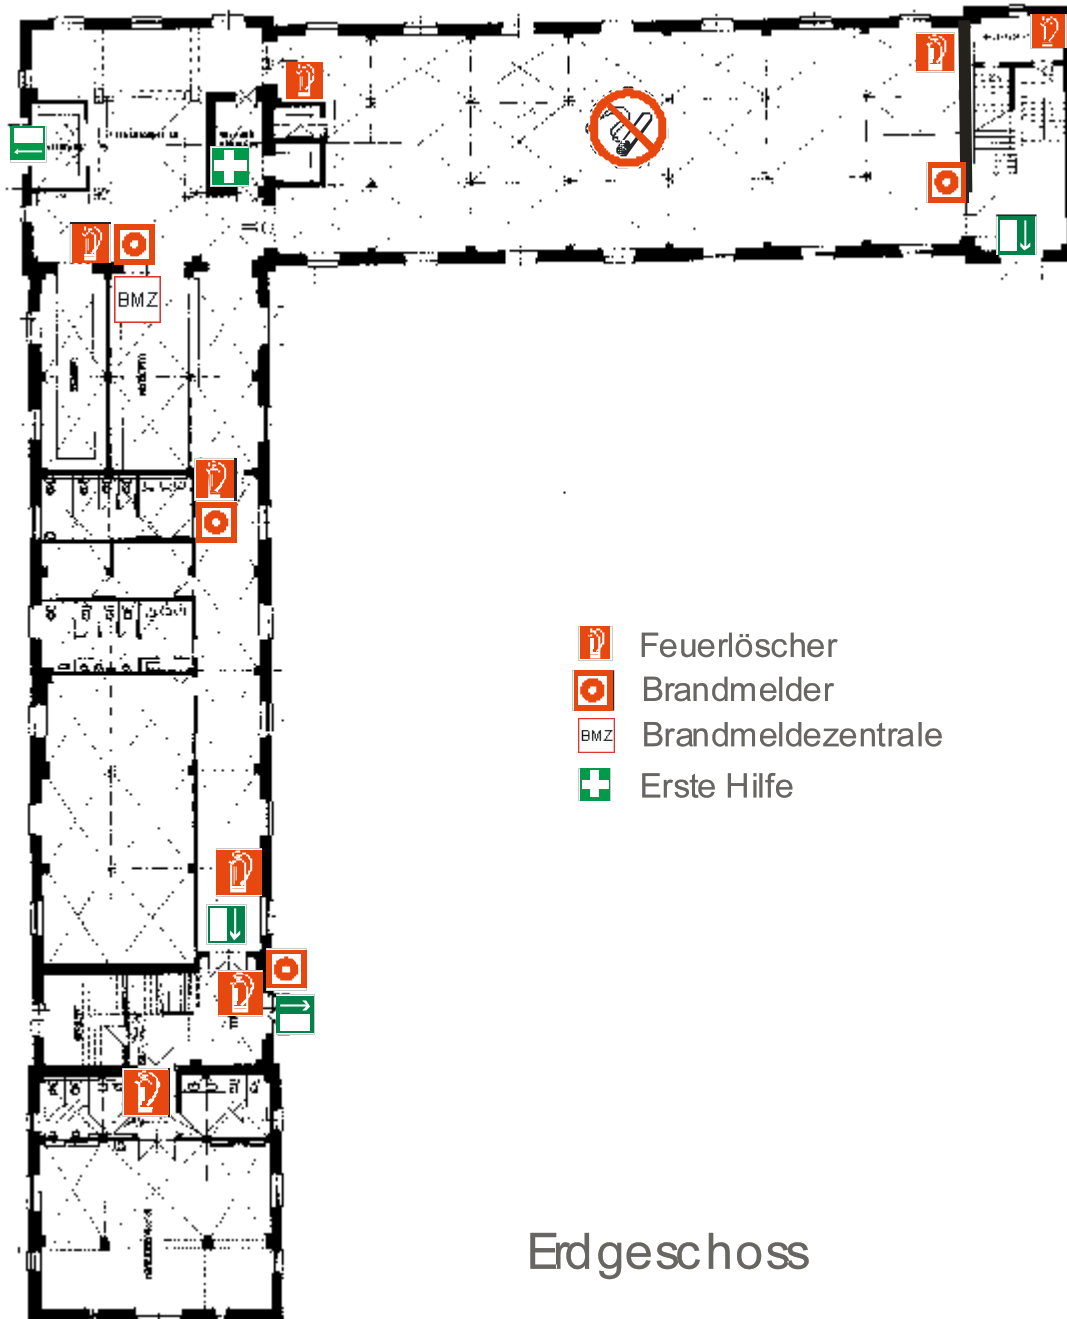 BMZ
Feuerlöscher
Brandmelder
BMZ Brandmeldezentrale
Erste Hilfe
Erdgeschoss